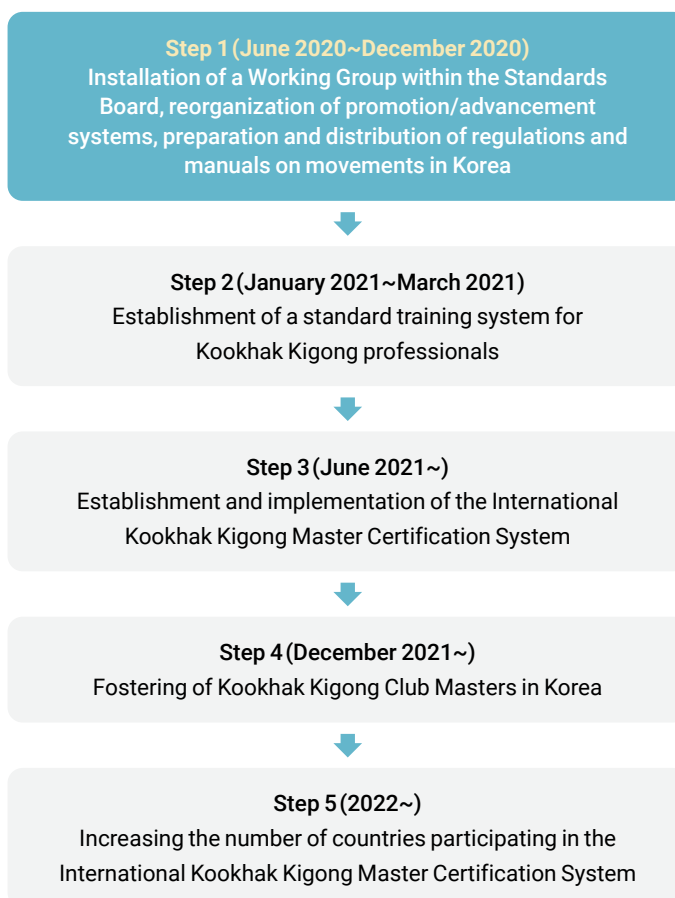 Step 1 (June 2020~December 2020)
Installation of a Working Group within the Standards
Board, reorganization of promotion/advancement
systems, preparation and distribution of regulations and
manuals on movements in Korea
Step 2 (January 2021~March 2021)
Establishment of a standard training system for
Kookhak Kigong professionals
Step 3 (June 2021~)
Establishment and implementation of the International
Kookhak Kigong Master Certification System
Step 4 (December 2021~)
Fostering of Kookhak Kigong Club Masters in Korea
Step 5 (2022~)
Increasing the number of countries participating in the
International Kookhak Kigong Master Certification System